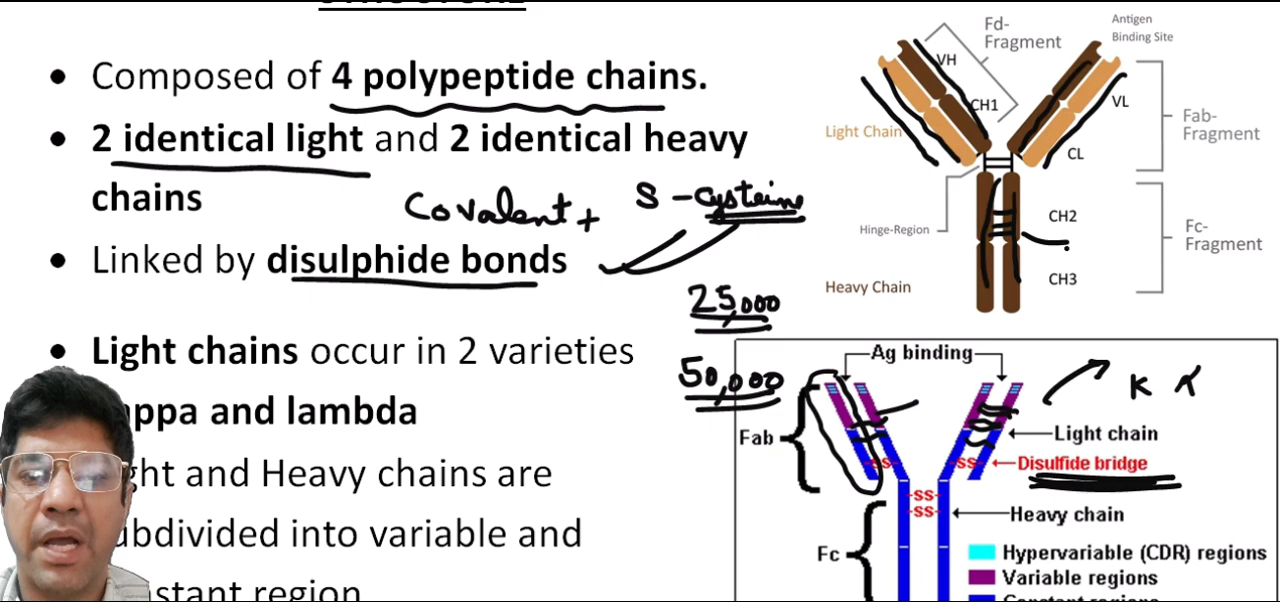 • Composed of 4 polypeptide chains.
• 2 identical light and 2 identical heavy
chains
Covalent + S - cysteine
• Linked by disulphide bonds
25,000
50,000
• Light chains occur in 2 varieties
appa and lambda
ght and Heavy chains are
ubdivided into variable and
stant region
Fd-
Fragment
Antigen
Binding Site
VH
CH1
VL
CL
Light Chain
Fab-
Fragment
Hinge-Region
CH2
CH3
Fc-
Fragment
Heavy Chain
Ag binding
K
Fab
Light chain
SS
SS
Disulfide bridge
-SS-
-SS-
Heavy chain
Fc
Hypervariable (CDR) regions
Variable regions
Constant regions